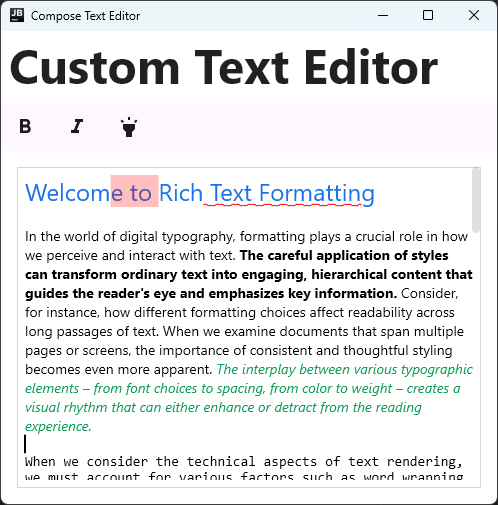 JB
Compose Text Editor
Custom Text Editor
B I
Welcome to Rich Text Formatting
In the world of digital typography, formatting plays a crucial role in how
we perceive and interact with text. The careful application of styles
can transform ordinary text into engaging, hierarchical content that
guides the reader's eye and emphasizes key information. Consider,
for instance, how different formatting choices affect readability across
long passages of text. When we examine documents that span multiple
pages or screens, the importance of consistent and thoughtful styling
becomes even more apparent. The interplay between various typographic
elements – from font choices to spacing, from color to weight – creates a
visual rhythm that can either enhance or detract from the reading
experience.
When we consider the technical aspects of text rendering,
we must account for various factors such as word wrapping